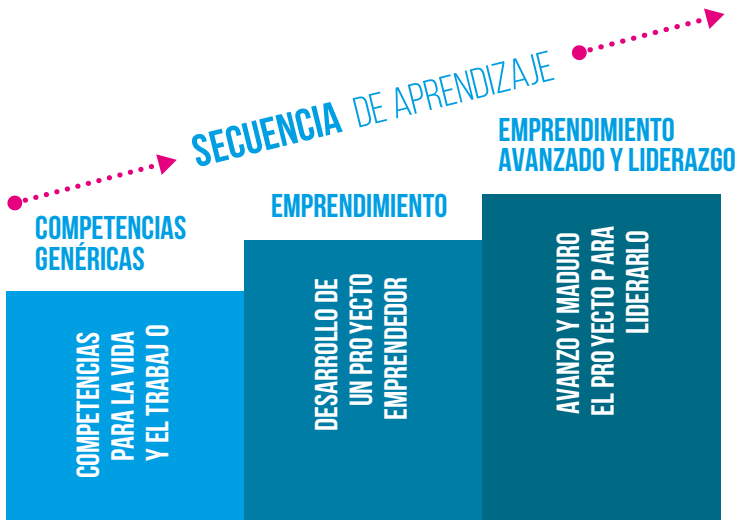 SECUENCIA DE APRENDIZAJE
COMPETENCIAS
GENÉRICAS
COMPETENCIAS
PARA LA VIDA
Y EL TRABAJ O
EMPRENDIMIENTO
DESARROLLO DE
UN PRO YECTO
EMPRENDEDOR
EMPRENDIMIENTO
AVANZADO Y LIDERAZGO
AVANZO Y MADURO
EL PRO YECTO P ARA
LIDERARLO